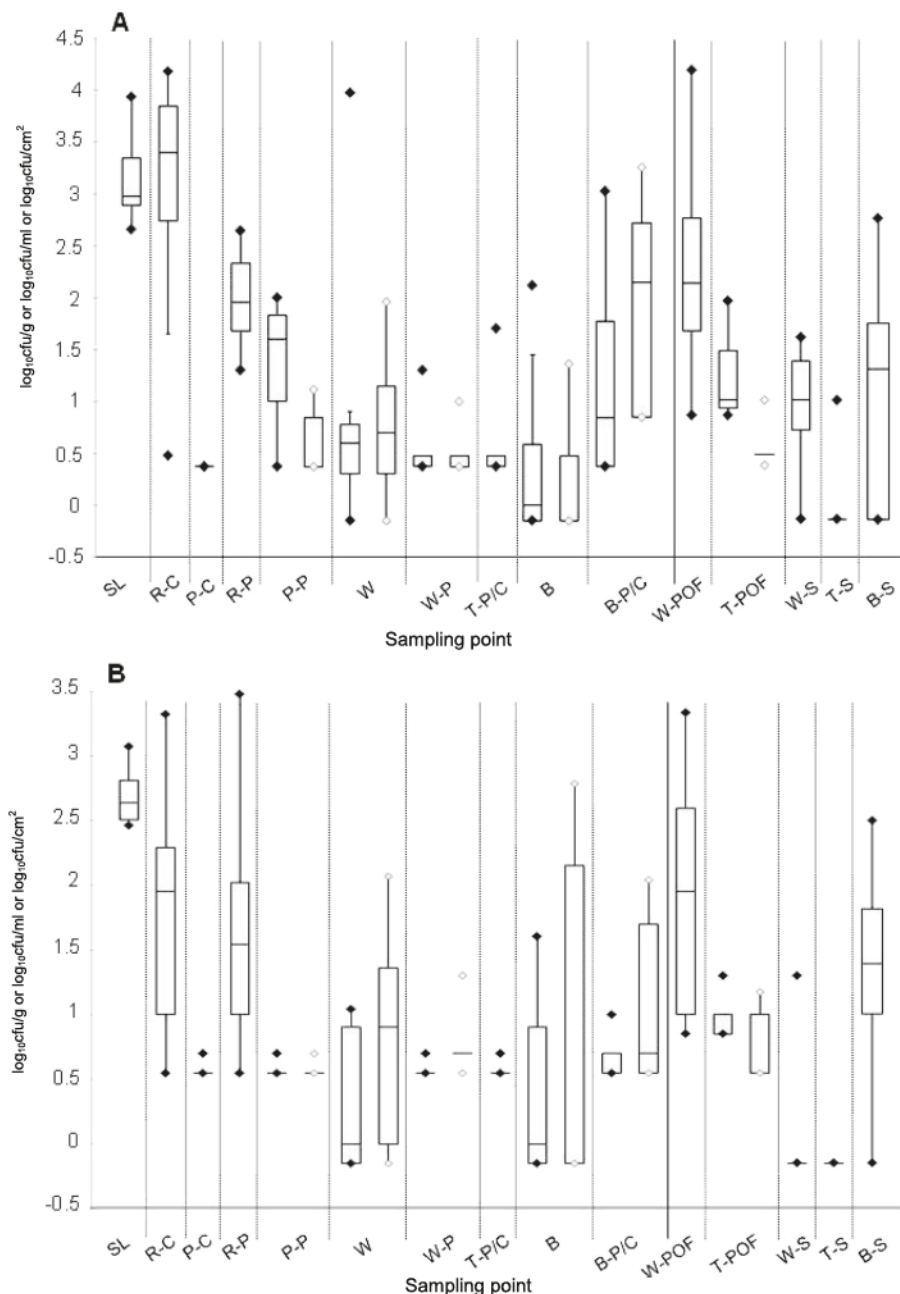 A
log₁₀cfu/g or log₁₀cfu/ml or log₁₀cfu/cm²
4.5
4
3.5
3
2.5
2
1.5
1
0.5
0
-0.5
SL R-C P-C R-P P-P W W-P T-P/C B B-P/C W-POF T-POF W-S T-S B-S
Sampling point
B
log₁₀cfu/g or log₁₀cfu/ml or log₁₀cfu/cm²
3.5
3
2.5
2
1.5
1
0.5
0
-0.5
SL R-C P-C R-P P-P W W-P T-P/C B B-P/C W-POF T-POF W-S T-S B-S
Sampling point